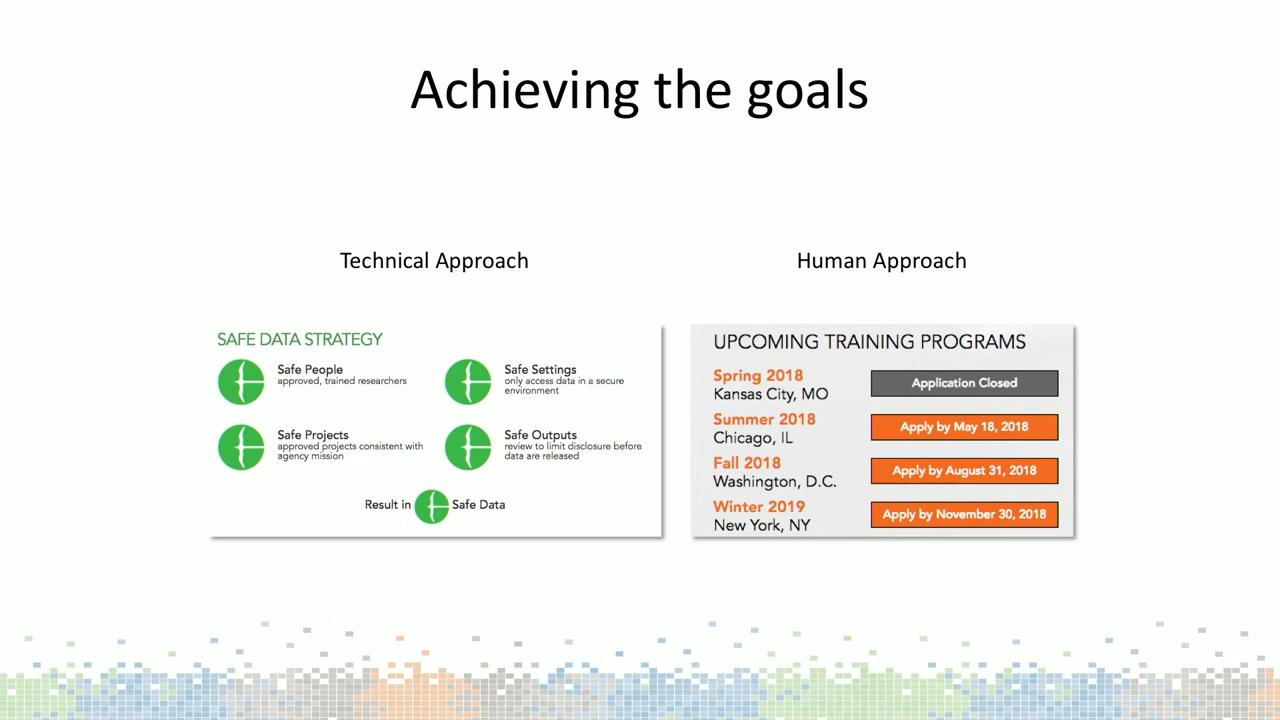 Achieving the goals
Technical Approach
SAFE DATA STRATEGY
Safe People
approved, trained researchers
Safe Settings
only access data in a secure
environment
Safe Projects
approved projects consistent with
agency mission
Safe Outputs
review to limit disclosure before
data are released
Result in Safe Data
Human Approach
UPCOMING TRAINING PROGRAMS
Spring 2018
Kansas City, MO
Application Closed
Summer 2018
Chicago, IL
Apply by May 18, 2018
Fall 2018
Washington, D.C.
Apply by August 31, 2018
Winter 2019
New York, NY
Apply by November 30, 2018